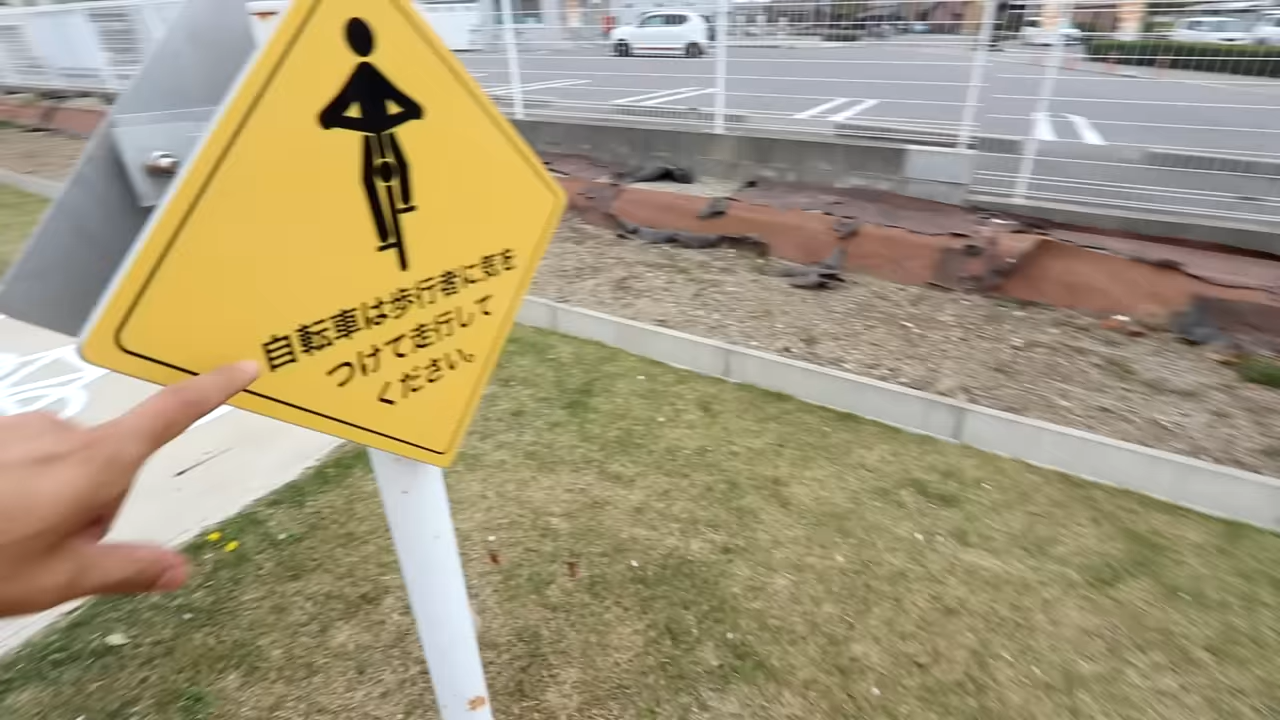 自転車は歩行者に気を
つけて走行して
ください。